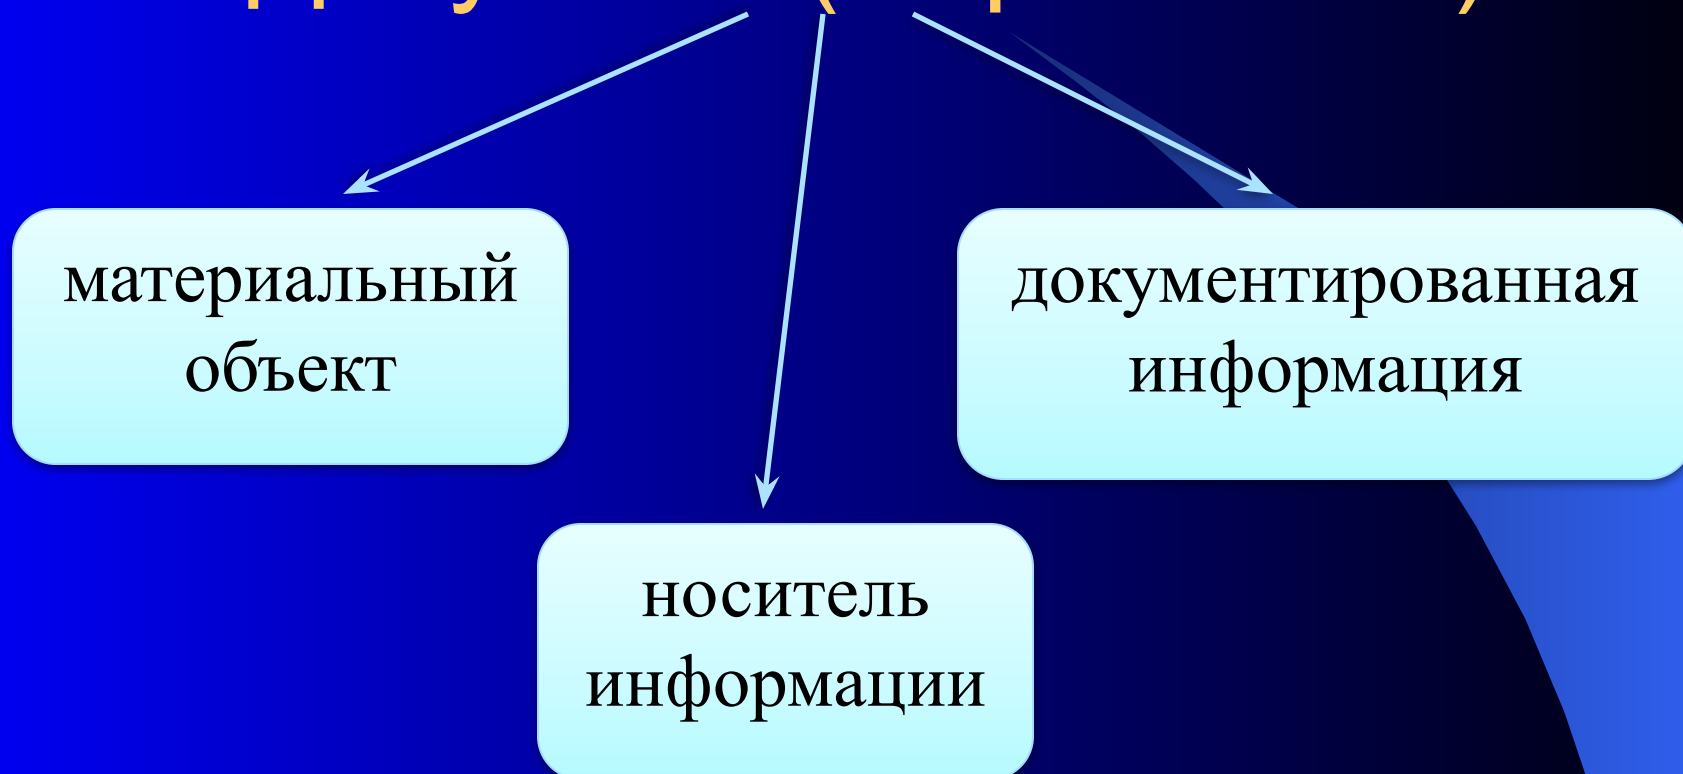 материальный
объект
документированная
информация
носитель
информации